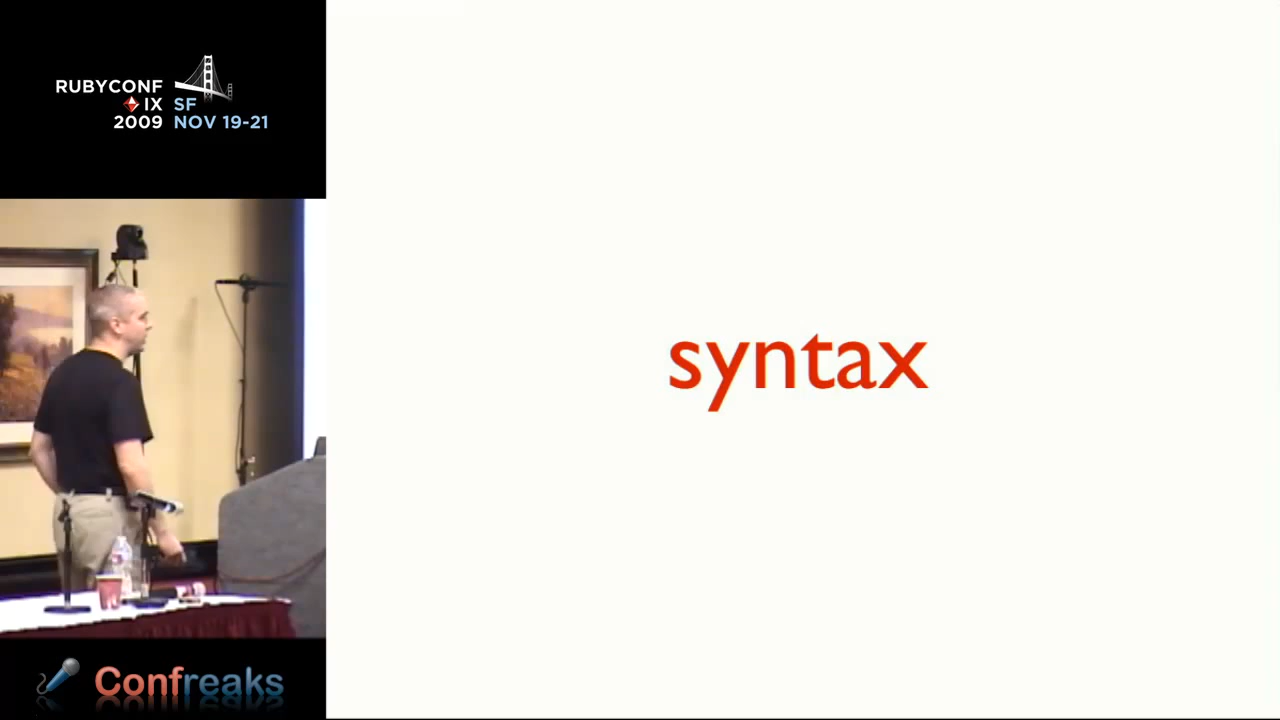 RUBYCONF
IX SF
2009 NOV 19-21
syntax
Confreaks